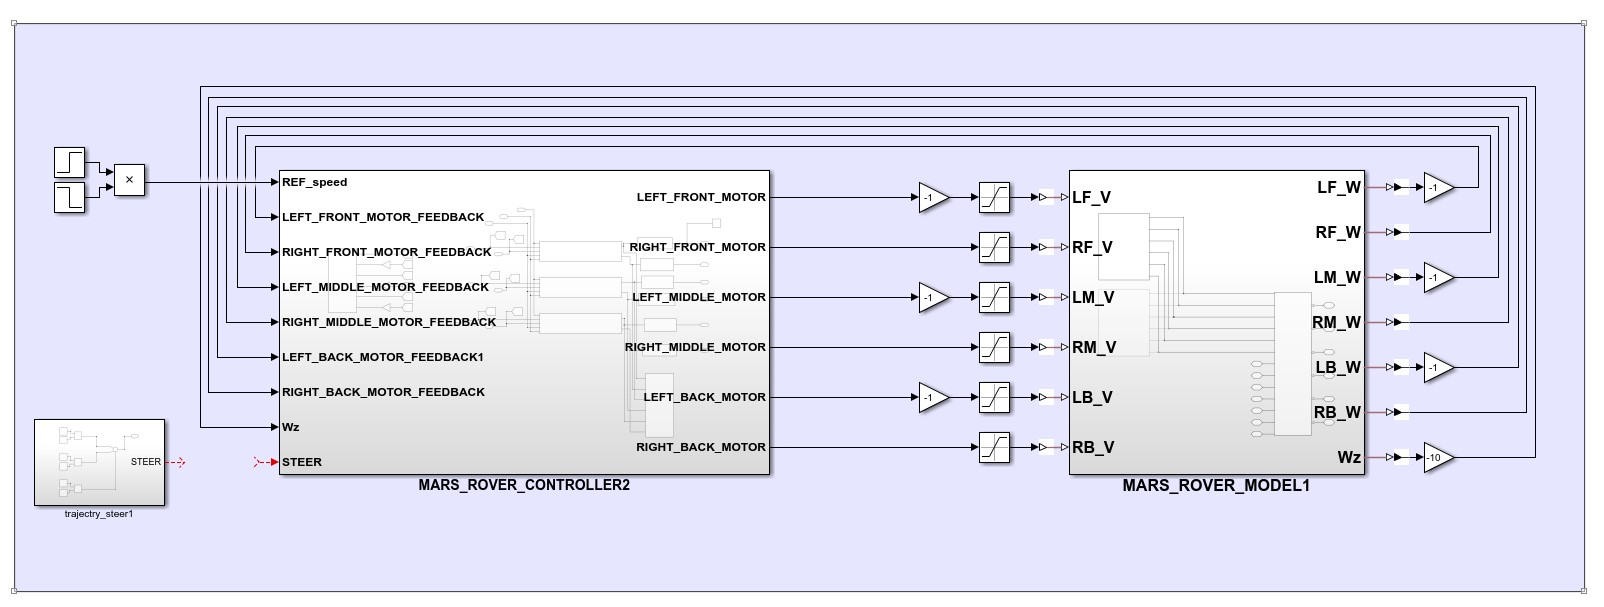 ×
REF_speed
LEFT_FRONT_MOTOR_FEEDBACK
RIGHT_FRONT_MOTOR_FEEDBACK
LEFT_MIDDLE_MOTOR_FEEDBACK
RIGHT_MIDDLE_MOTOR_FEEDBACK
LEFT_BACK_MOTOR_FEEDBACK1
RIGHT_BACK_MOTOR_FEEDBACK
Wz
STEER
LEFT_FRONT_MOTOR
RIGHT_FRONT_MOTOR
LEFT_MIDDLE_MOTOR
RIGHT_MIDDLE_MOTOR
LEFT_BACK_MOTOR
RIGHT_BACK_MOTOR
MARS_ROVER_CONTROLLER2
STEER
trajectry_steer1
-1
-1
-1
LF_V
RF_V
LM_V
RM_V
LB_V
RB_V
LF_W
RF_W
LM_W
RM_W
LB_W
RB_W
Wz
MARS_ROVER_MODEL1
-1
-1
-1
-10